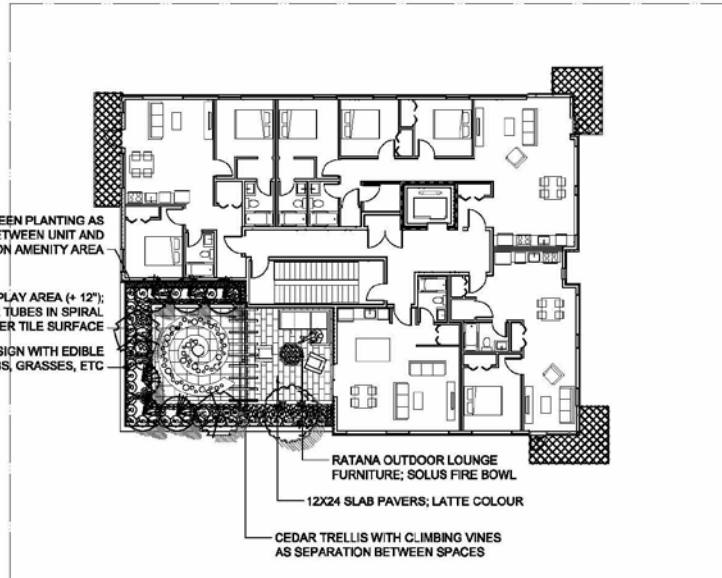 EEN PLANTING AS
ETWEEN UNIT AND
ON AMENITY AREA
PLAY AREA (+ 12");
TUBES IN SPIRAL
ER TILE SURFACE
SIGN WITH EDIBLE
S, GRASSES, ETC
RATANA OUTDOOR LOUNGE
FURNITURE; SOLUS FIRE BOWL
12X24 SLAB PAVERS; LATTE COLOUR
CEDAR TRELLIS WITH CLIMBING VINES
AS SEPARATION BETWEEN SPACES